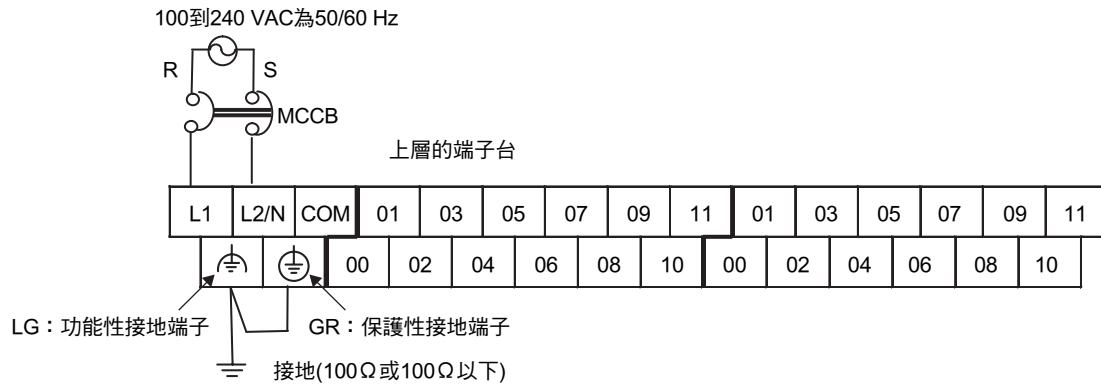 100到240 VAC為50/60 Hz
R S
MCCB
上層的端子台
L1 L2/N COM 01 03 05 07 09 11 01 03 05 07 09 11
00 02 04 06 08 10 00 02 04 06 08 10
LG：功能性接地端子 GR：保護性接地端子
接地(100Ω或100Ω以下)